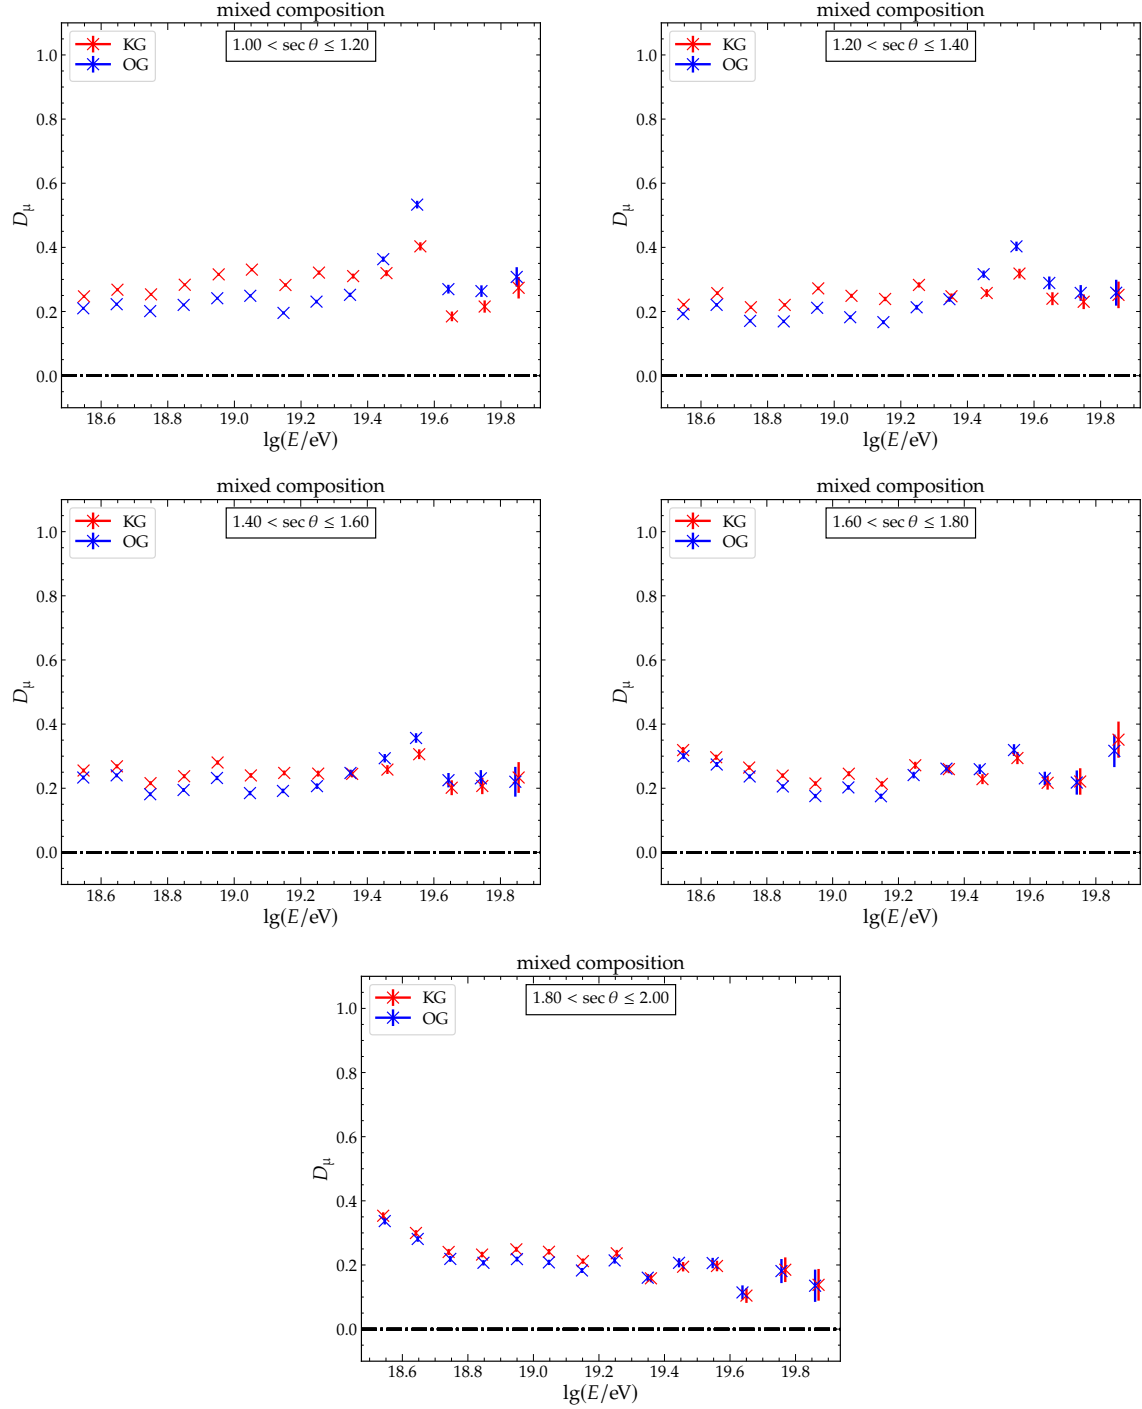 mixed composition
KG
OG
1.00 < sec θ ≤ 1.20
1.0
0.8
0.6
0.4
0.2
0.0
D_μ
18.6 18.8 19.0 19.2 19.4 19.6 19.8
lg(E/eV)
mixed composition
KG
OG
1.20 < sec θ ≤ 1.40
1.0
0.8
0.6
0.4
0.2
0.0
D_μ
18.6 18.8 19.0 19.2 19.4 19.6 19.8
lg(E/eV)
mixed composition
KG
OG
1.40 < sec θ ≤ 1.60
1.0
0.8
0.6
0.4
0.2
0.0
D_μ
18.6 18.8 19.0 19.2 19.4 19.6 19.8
lg(E/eV)
mixed composition
KG
OG
1.60 < sec θ ≤ 1.80
1.0
0.8
0.6
0.4
0.2
0.0
D_μ
18.6 18.8 19.0 19.2 19.4 19.6 19.8
lg(E/eV)
mixed composition
KG
OG
1.80 < sec θ ≤ 2.00
1.0
0.8
0.6
0.4
0.2
0.0
D_μ
18.6 18.8 19.0 19.2 19.4 19.6 19.8
lg(E/eV)